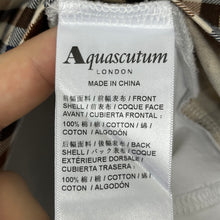 Aquascutum
LONDON
MADE IN CHINA
前幅面料 / 前幅表布 / FRONT
SHELL / 前身表布 / COQUE FACE
AVANT / CUBIERTA FRONTAL :
100% 棉 / 棉 / COTTON / 綿 /
COTON / ALGODÓN
后幅面料 / 後幅表布 / BACK
SHELL / バック表布 / COQUE
EXTÉRIEURE DORSALE /
CUBIERTA TRASERA :
100% 棉 / 棉 / COTTON / 綿 /
COTON / ALGODÓN